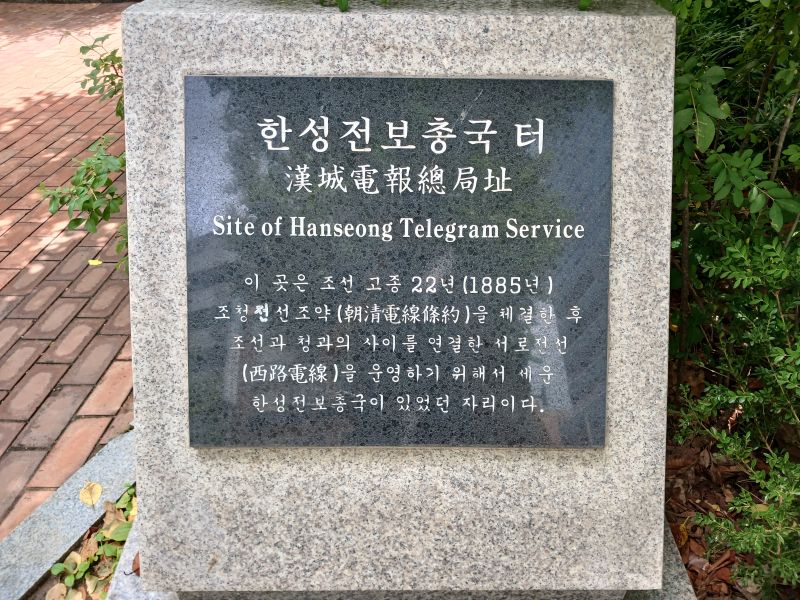 한성전보총국 터
漢城電報總局址
Site of Hanseong Telegram Service
이 곳은 조선 고종 22년(1885년)
조청전선조약(朝清電線條約)을 체결한 후
조선과 청과의 사이를 연결한 서로전선
(西路電線)을 운영하기 위해서 세운
한성전보총국이 있었던 자리이다.